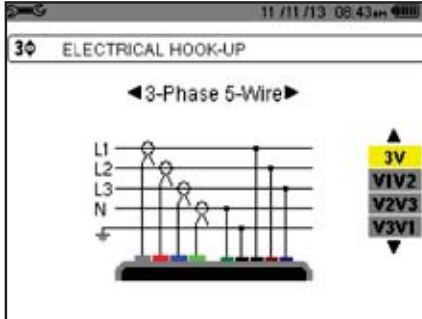 11/11/13 08:43AM
3Φ ELECTRICAL HOOK-UP
◀3-Phase 5-Wire▶
L1
L2
L3
N
3V
V1V2
V2V3
V3V1